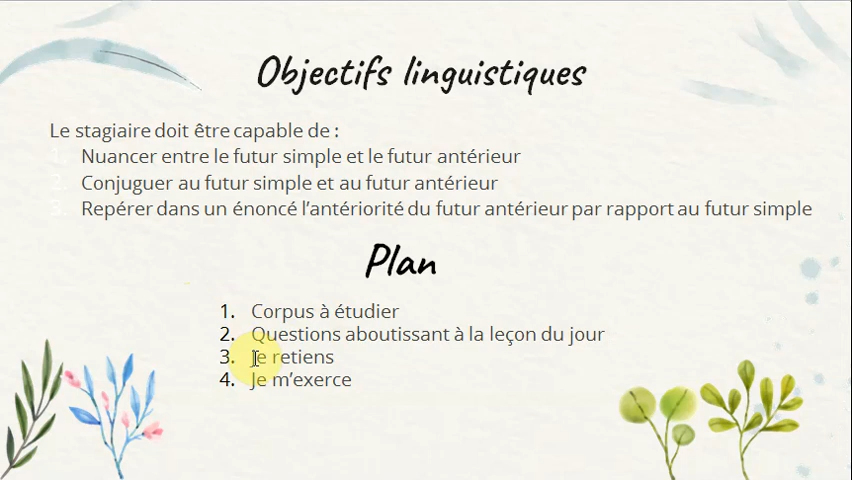 Objectifs linguistiques
Le stagiaire doit être capable de :
1. Nuancer entre le futur simple et le futur antérieur
2. Conjuguer au futur simple et au futur antérieur
3. Repérer dans un énoncé l'antériorité du futur antérieur par rapport au futur simple
Plan
1. Corpus à étudier
2. Questions aboutissant à la leçon du jour
3. Je retiens
4. Je m'exerce